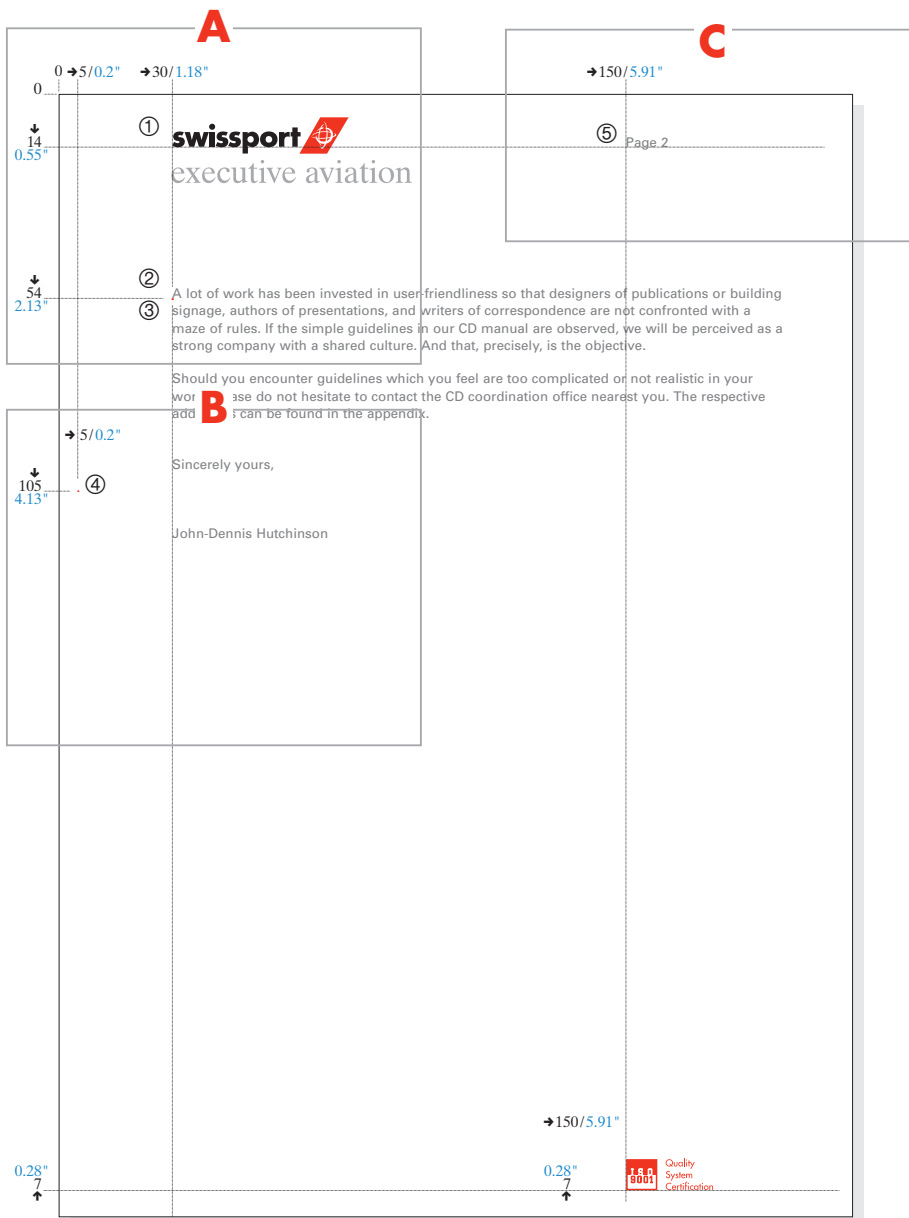 A
C
0 →5/0.2" →30/1.18" →150/5.91"
0
① swissport
⑤ Page 2
↓
14
0.55"
executive aviation
②
↓
54
2.13"
③
A lot of work has been invested in user-friendliness so that designers of publications or building
signage, authors of presentations, and writers of correspondence are not confronted with a
maze of rules. If the simple guidelines in our CD manual are observed, we will be perceived as a
strong company with a shared culture. And that, precisely, is the objective.
Should you encounter guidelines which you feel are too complicated or not realistic in your
wor ase do not hesitate to contact the CD coordination office nearest you. The respective
add s can be found in the appendix.
B
→5/0.2"
Sincerely yours,
↓
105
4.13"
④
John-Dennis Hutchinson
→150/5.91"
0.28"
7
↑
0.28"
7
↑
ISO
9001
Quality
System
Certification